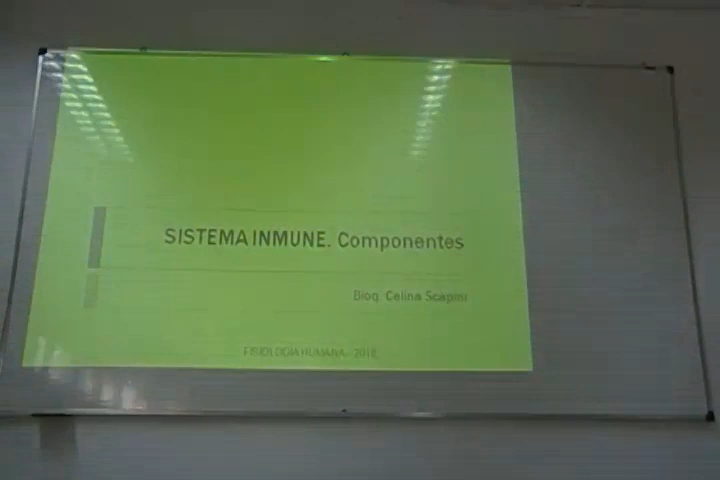 SISTEMA INMUNE. Componentes
Bioq. Celina Scapini
FISIOLOGIA HUMANA - 2018